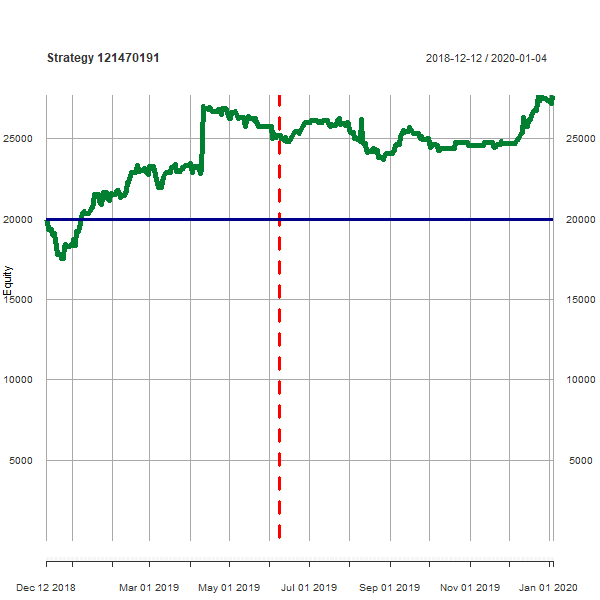 Strategy 121470191
2018-12-12 / 2020-01-04
25000
25000
20000
20000
Equity
15000
15000
10000
10000
5000
5000
Dec 12 2018
Mar 01 2019
May 01 2019
Jul 01 2019
Sep 01 2019
Nov 01 2019
Jan 01 2020